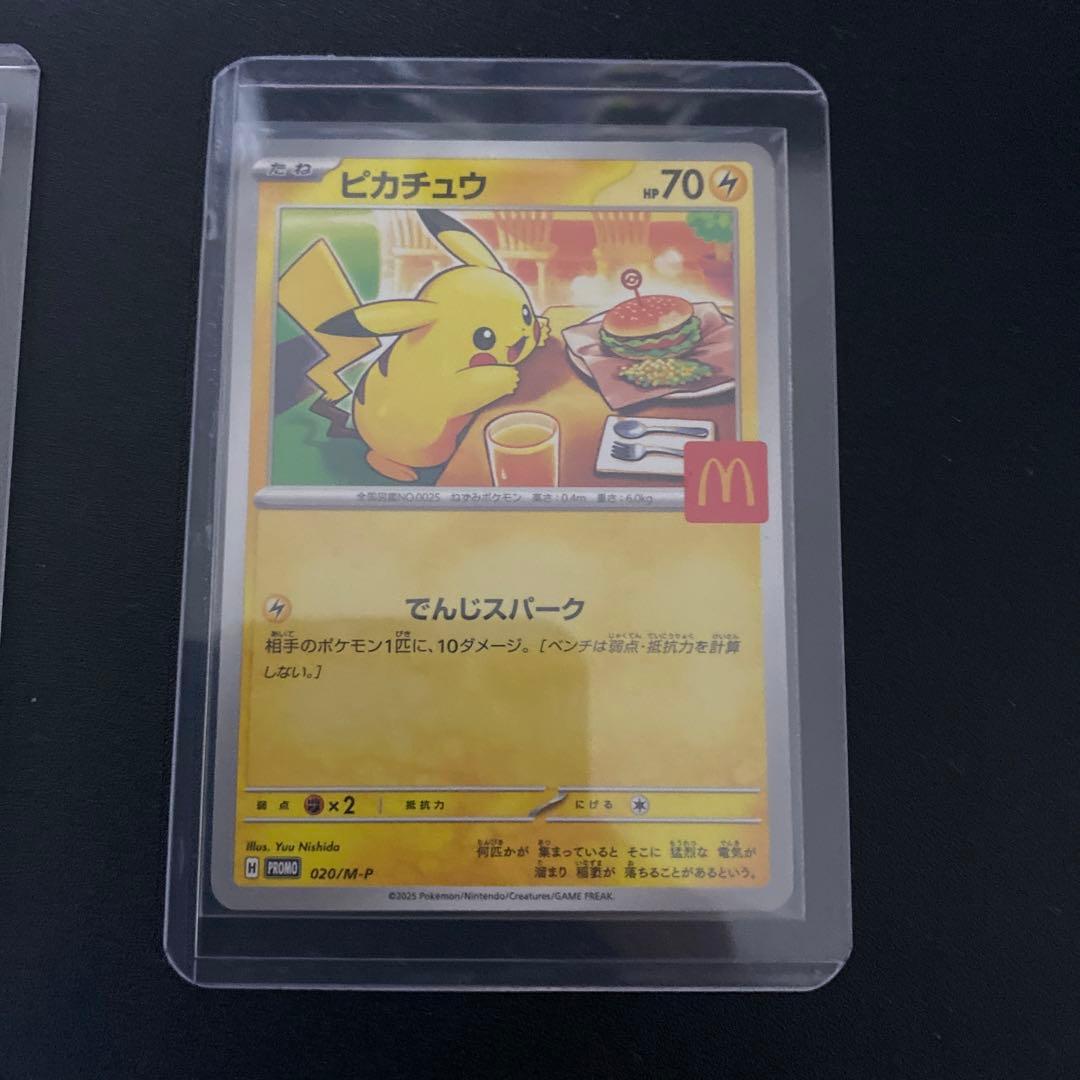 たね
ピカチュウ
HP 70
全国図鑑NO.0025 ねずみポケモン 高さ:0.4m 重さ:6.0kg
M
でんじスパーク
相手のポケモン1匹に、10ダメージ。[ベンチは弱点・抵抗力を計算
しない。]
弱点 ×2 抵抗力 にげる
Illus. Yuu Nishida
何匹かが 集まっていると そこに 猛烈な 電気が
溜まり 稲妻が 落ちることがあるという。
H PROMO 020/M-P
©2025 Pokémon/Nintendo/Creatures/GAME FREAK.